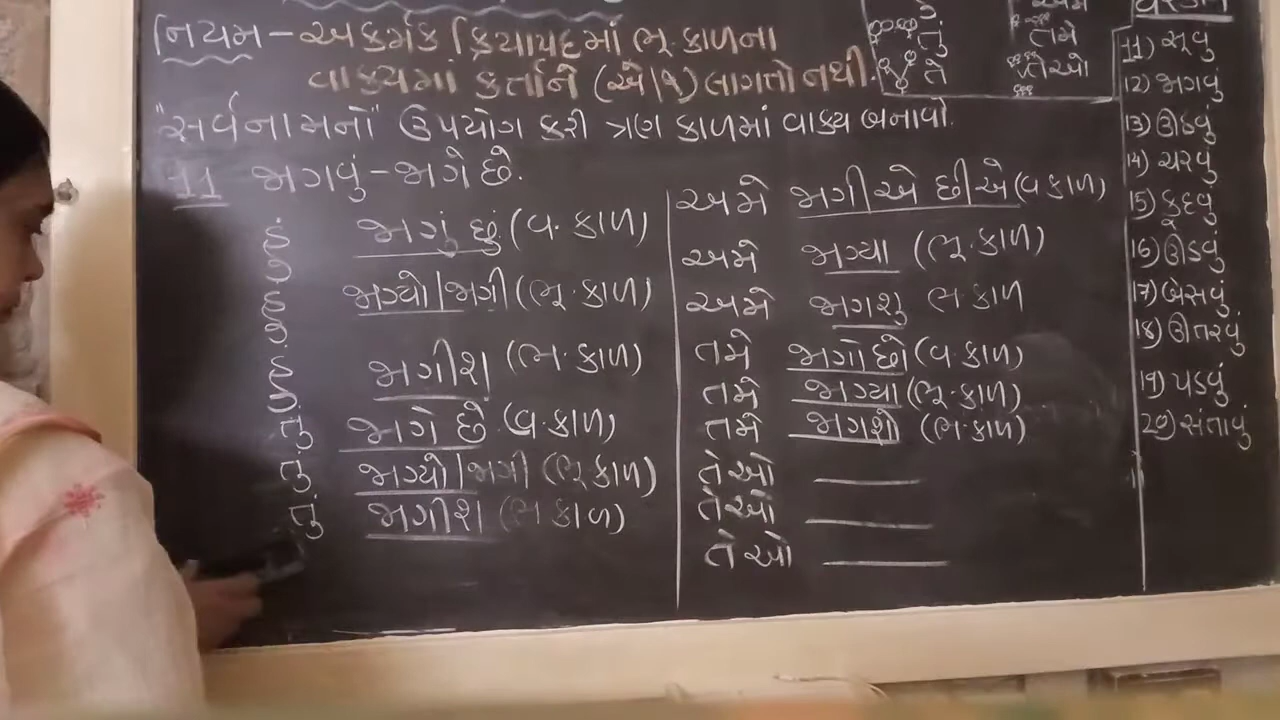 નિયમ - અકર્મક ક્રિયાપદમાં ભૂ.કાળના
વાક્યમાં કર્તાને (એ/એ) લાગતો નથી.
"સર્વનામનો" ઉપયોગ કરી ત્રણ કાળમાં વાક્ય બનાવો.
11 જાગવું - જાગે છે.
હું જાગું છું (વ. કાળ)
હું જાગ્યો/જાગી (ભૂ.કાળ)
હું જાગીશ (ભ.કાળ)
તું જાગે છે (વ.કાળ)
તું જાગ્યો/જાગી (ભૂ.કાળ)
તું જાગીશ (ભ કાળ)
અમે જાગીએ છીએ (વ કાળ)
અમે જાગ્યા (ભૂ.કાળ)
અમે જાગશુ ભ.કાળ
તમે જાગો છો (વ.કાળ)
તમે જાગ્યા (ભૂ.કાળ)
તમે જાગશો (ભ.કાળ)
તેઓ
તેઓ
તેઓ
તું
તે
અમે
તમે
તેઓ
11) સૂવુ
12) જાગવું
13) ઊઠવું
14) ચરવું
15) કૂદવું
16) ઊડવું
17) બેસવું
18) ઊતરવું
19) પડવું
20) સંતાવું